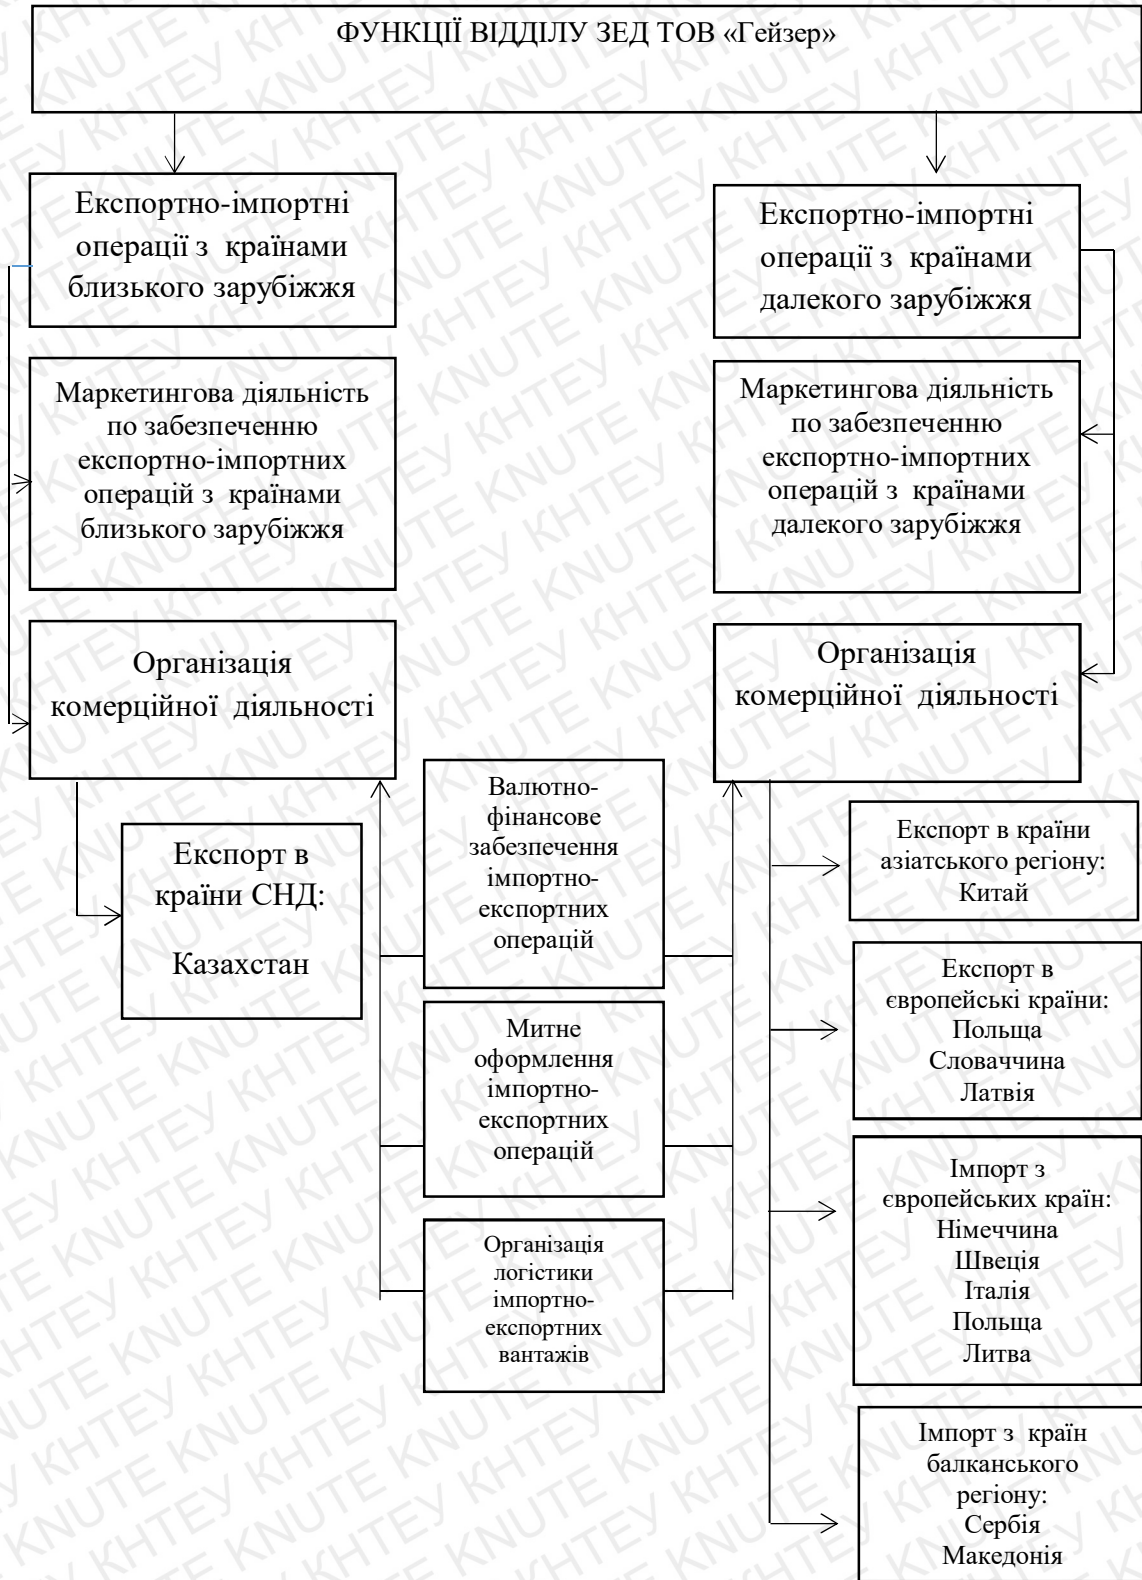 ФУНКЦІЇ ВІДДІЛУ ЗЕД ТОВ «Гейзер»
Експортно-імпортні
операції з країнами
близького зарубіжжя
Експортно-імпортні
операції з країнами
далекого зарубіжжя
Маркетингова діяльність
по забезпеченню
експортно-імпортних
операцій з країнами
близького зарубіжжя
Маркетингова діяльність
по забезпеченню
експортно-імпортних
операцій з країнами
далекого зарубіжжя
Організація
комерційної діяльності
Організація
комерційної діяльності
Експорт в
країни СНД:
Казахстан
Валютно-
фінансове
забезпечення
імпортно-
експортних
операцій
Митне
оформлення
імпортно-
експортних
операцій
Організація
логістики
імпортно-
експортних
вантажів
Експорт в країни
азіатського регіону:
Китай
Експорт в
європейські країни:
Польща
Словаччина
Латвія
Імпорт з
європейських країн:
Німеччина
Швеція
Італія
Польща
Литва
Імпорт з країн
балканського
регіону:
Сербія
Македонія